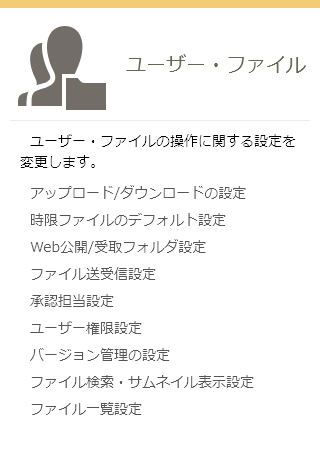 ユーザー・ファイル
ユーザー・ファイルの操作に関する設定を
変更します。
アップロード/ダウンロードの設定
時限ファイルのデフォルト設定
Web公開/受取フォルダ設定
ファイル送受信設定
承認担当設定
ユーザー権限設定
バージョン管理の設定
ファイル検索・サムネイル表示設定
ファイル一覧設定